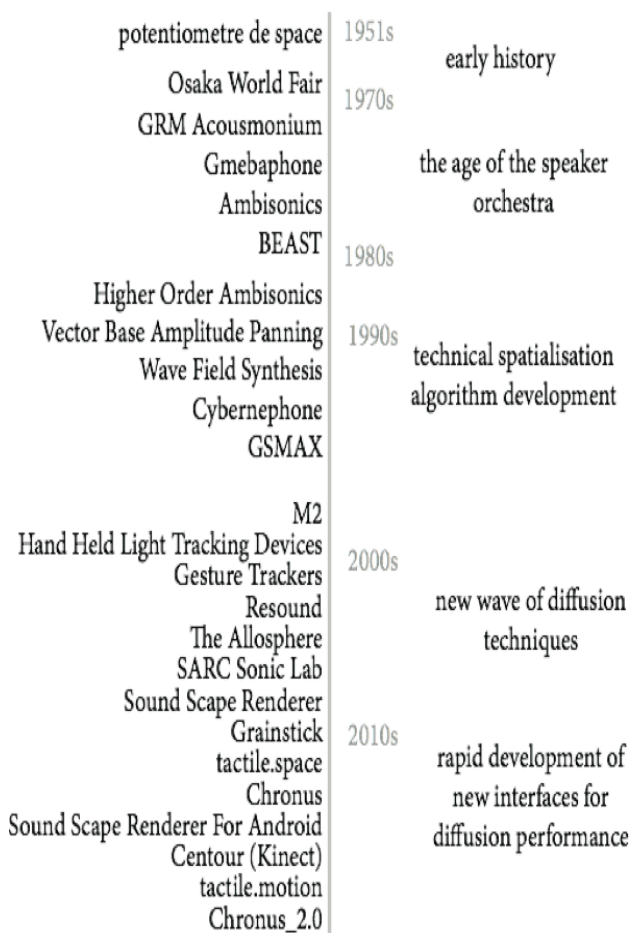 potentiometre de space
1951s
early history
Osaka World Fair
1970s
GRM Acousmonium
Gmebaphone
the age of the speaker
Ambisonics
orchestra
BEAST
1980s
Higher Order Ambisonics
Vector Base Amplitude Panning
1990s
technical spatialisation
Wave Field Synthesis
algorithm development
Cybernephone
GSMAX
M2
Hand Held Light Tracking Devices
2000s
Gesture Trackers
new wave of diffusion
Resound
The Allosphere
techniques
SARC Sonic Lab
Sound Scape Renderer
Grainstick
2010s
rapid development of
tactile.space
Chronus
new interfaces for
Sound Scape Renderer For Android
diffusion performance
Centour (Kinect)
tactile.motion
Chronus_2.0